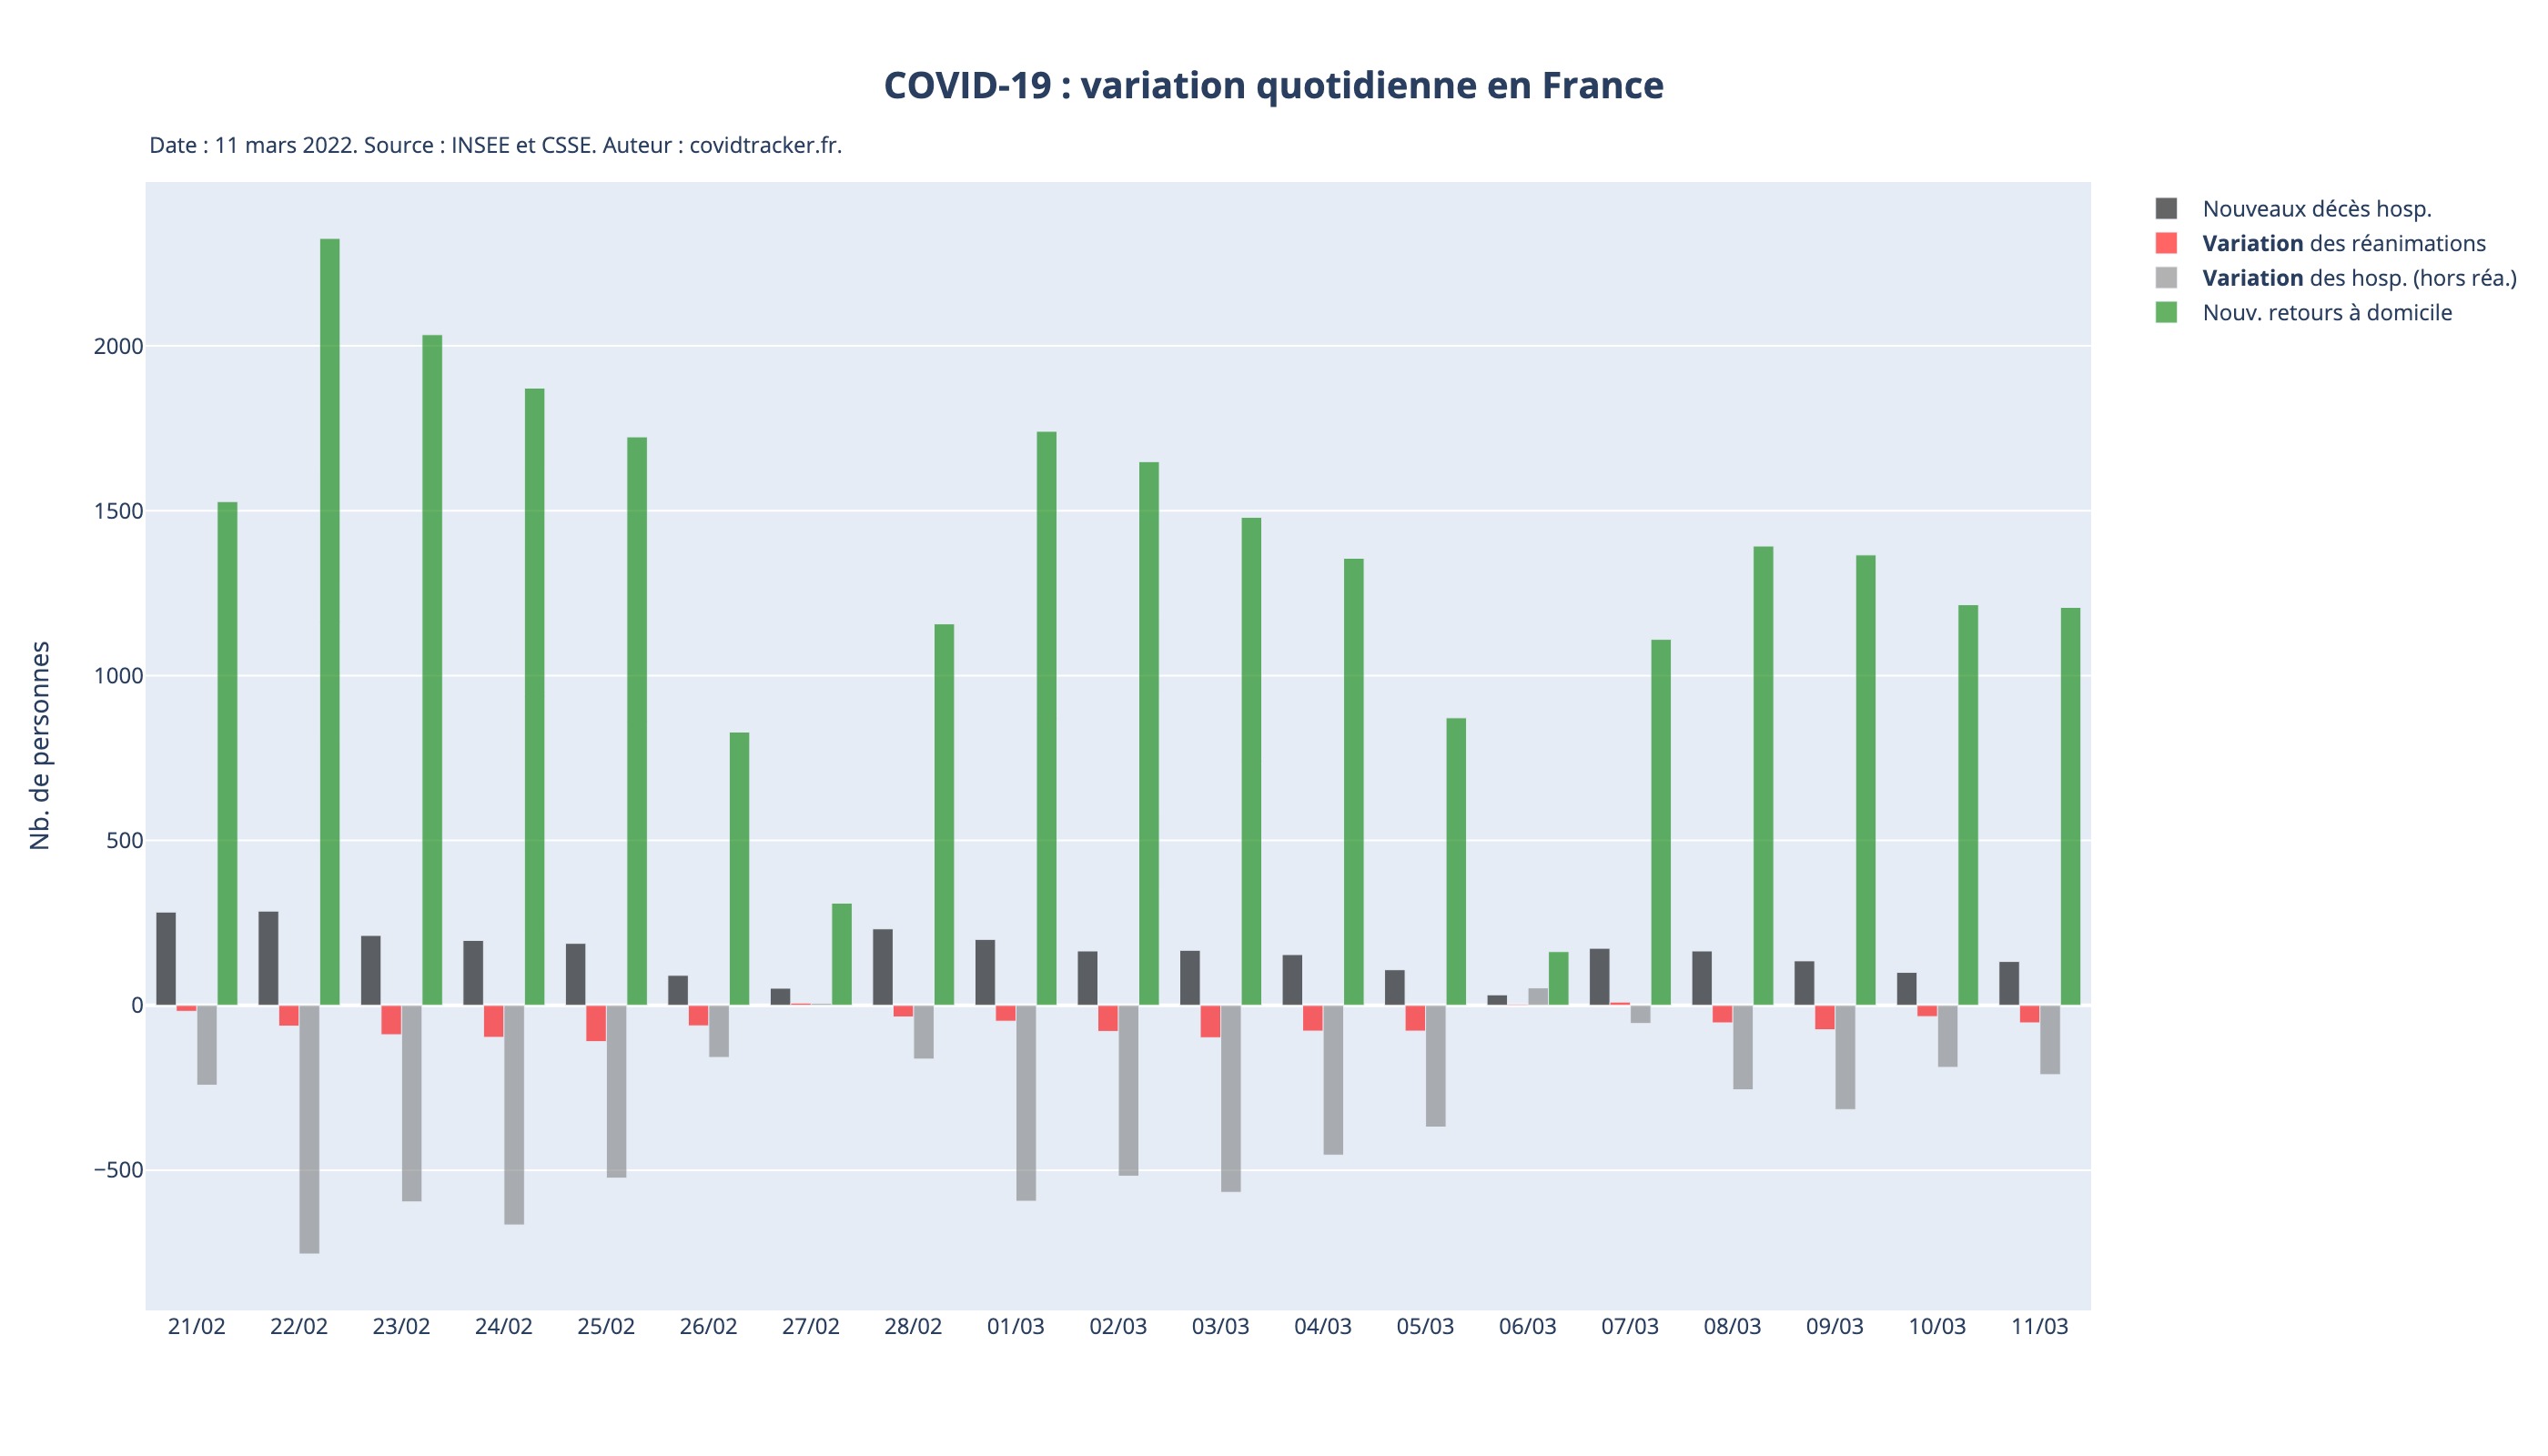 COVID-19 : variation quotidienne en France
Date : 11 mars 2022. Source : INSEE et CSSE. Auteur : covidtracker.fr.
Nouveaux décès hosp.
Variation des réanimations
Variation des hosp. (hors réa.)
Nouv. retours à domicile
Nb. de personnes
2000
1500
1000
500
0
−500
21/02 22/02 23/02 24/02 25/02 26/02 27/02 28/02 01/03 02/03 03/03 04/03 05/03 06/03 07/03 08/03 09/03 10/03 11/03